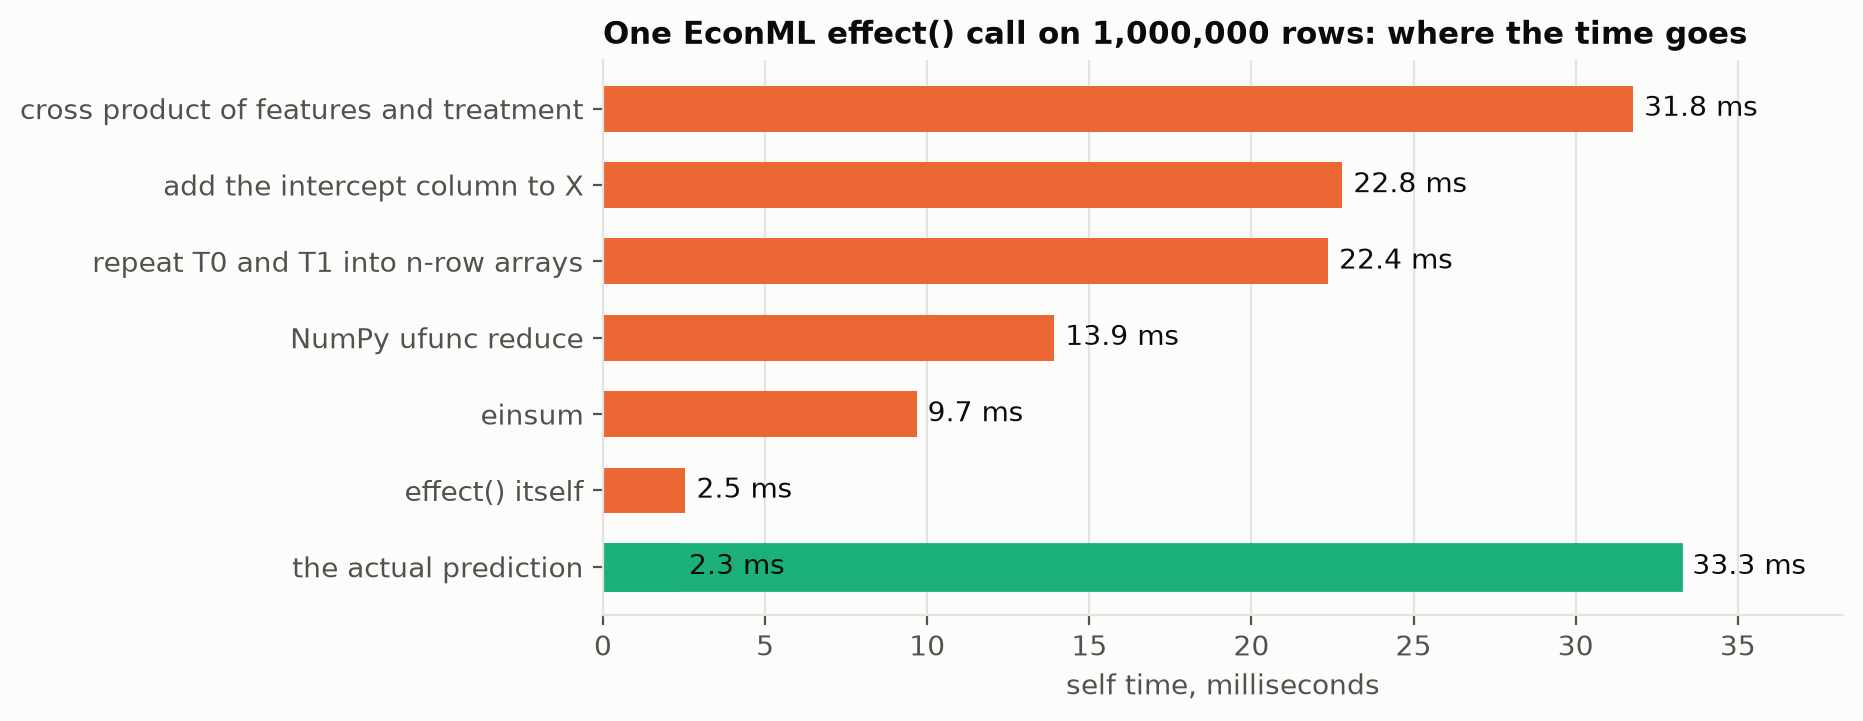 One EconML effect() call on 1,000,000 rows: where the time goes
cross product of features and treatment 31.8 ms
add the intercept column to X 22.8 ms
repeat T0 and T1 into n-row arrays 22.4 ms
NumPy ufunc reduce 13.9 ms
einsum 9.7 ms
effect() itself 2.5 ms
the actual prediction 2.3 ms 33.3 ms
0 5 10 15 20 25 30 35
self time, milliseconds